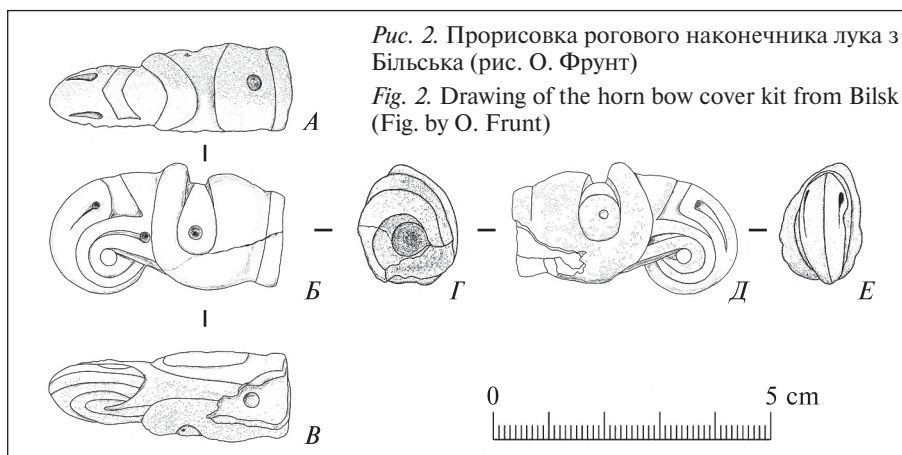 Рис. 2. Прорисовка рогового наконечника лука з
Більська (рис. О. Фрунт)
Fig. 2. Drawing of the horn bow cover kit from Bilsk
(Fig. by O. Frunt)
А
Б
Г
Д
Е
В
0
5 cm